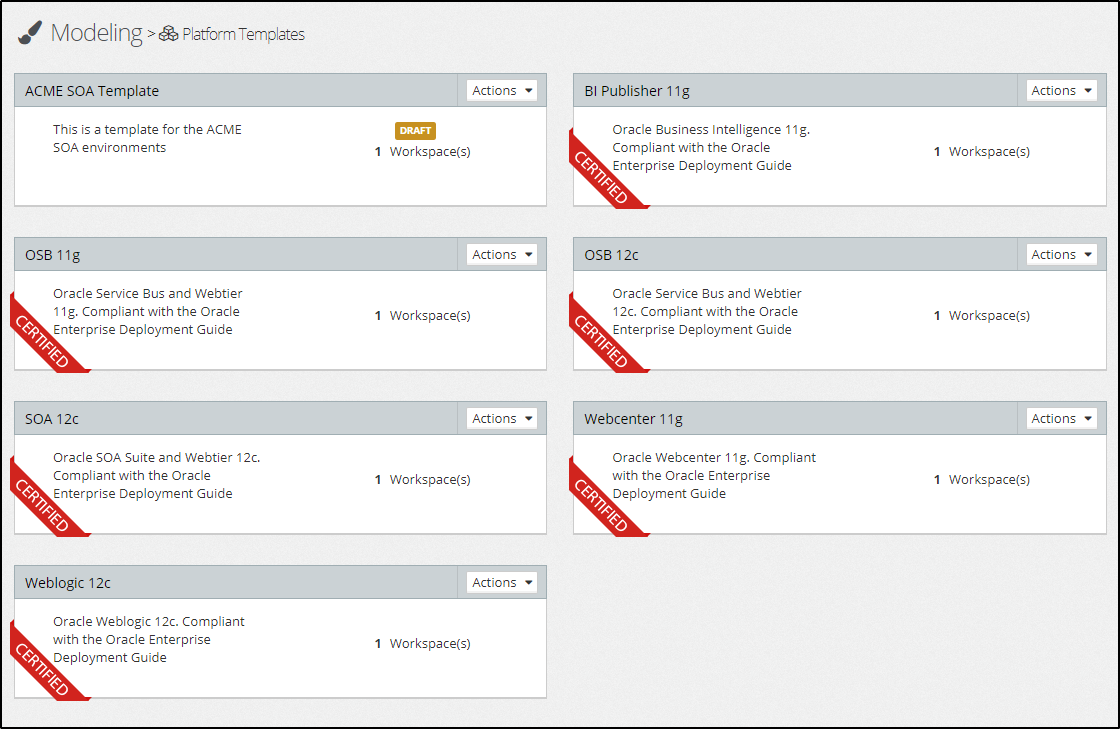 Modeling > Platform Templates
ACME SOA Template Actions
This is a template for the ACME
SOA environments
DRAFT
1 Workspace(s)
BI Publisher 11g Actions
Oracle Business Intelligence 11g.
Compliant with the Oracle
Enterprise Deployment Guide
1 Workspace(s)
CERTIFIED
OSB 11g Actions
Oracle Service Bus and Webtier
11g. Compliant with the Oracle
Enterprise Deployment Guide
1 Workspace(s)
CERTIFIED
OSB 12c Actions
Oracle Service Bus and Webtier
12c. Compliant with the Oracle
Enterprise Deployment Guide
1 Workspace(s)
CERTIFIED
SOA 12c Actions
Oracle SOA Suite and Webtier 12c.
Compliant with the Oracle
Enterprise Deployment Guide
1 Workspace(s)
CERTIFIED
Webcenter 11g Actions
Oracle Webcenter 11g. Compliant
with the Oracle Enterprise
Deployment Guide
1 Workspace(s)
CERTIFIED
Weblogic 12c Actions
Oracle Weblogic 12c. Compliant
with the Oracle Enterprise
Deployment Guide
1 Workspace(s)
CERTIFIED